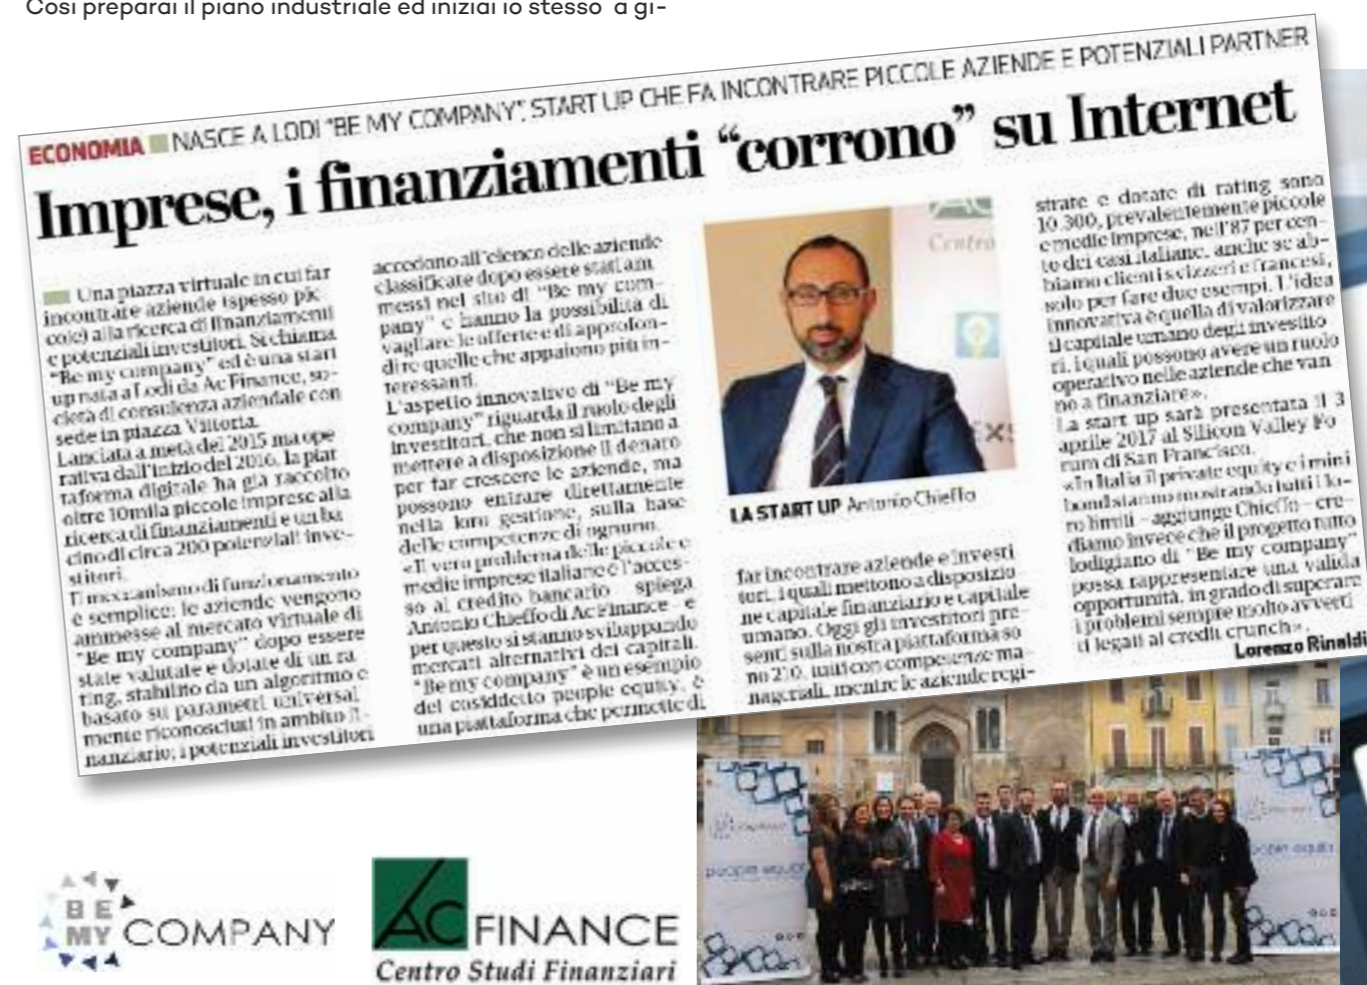 Così preparai il piano industriale ed iniziai io stesso a gi-
ECONOMIA NASCE A LODI "BE MY COMPANY", START UP CHE FA INCONTRARE PICCOLE AZIENDE E POTENZIALI PARTNER
Imprese, i finanziamenti “corrono” su Internet
Una piazza virtuale in cui far
incontrate aziende (spesso pic-
cole) alla ricerca di finanziamenti
e potenziali investitori. Si chiama
"Be my company" ed è una start
up nata a Lodi da Ac Finance, so-
cietà di consulenza aziendale con
sede in piazza Vittoria.
Lanciata a metà del 2015 ma ope
rativa dall'inizio del 2016, la piat
taforma digitale ha già raccolto
oltre 10mila piccole imprese alla
ricerca di finanziamenti e un ba
cino di circa 200 potenziali inve-
stitori.
Il meccanismo di funzionamento
è semplice: le aziende vengono
ammesse al mercato virtuale di
"Be my company" dopo essere
state valutate e dotate di un ra
ting, stabilito da un algoritmo e
basato su parametri universal
mente riconosciuti in ambito fi-
nanziario; i potenziali investitori
accedono all'elenco delle aziende
classificate dopo essere stati am
messi nel sito di "Be my com-
pany" e hanno la possibilità di
vagliare le offerte e di approfon-
dire quelle che appaiono più in-
teressanti.
L'aspetto innovativo di "Be my
company" riguarda il ruolo degli
investitori, che non si limitano a
mettere a disposizione il denaro
per far crescere le aziende, ma
possono entrare direttamente
nella loro gestione, sulla base
delle competenze di ognuno.
«Il vero problema delle piccole e
medie imprese italiane è l'acces-
so al credito bancario - spiega
Antonio Chieffo di Ac Finance - e
per questo si stanno sviluppando
mercati alternativi dei capitali.
"Be my company" è un esempio
del cosiddetto people equity, è
una piattaforma che permette di
Centro
LA START UP Antonio Chieffo
far incontrare aziende e investi
tori, i quali mettono a disposizio
ne capitale finanziario e capitale
umano. Oggi gli investitori pre
senti sulla nostra piattaforma so
no 210, tutti con competenze ma
nageriali, mentre le aziende regi-
strate e dotate di rating sono
10.300, prevalentemente piccole
e medie imprese, nell'87 per cen-
to dei casi italiane, anche se ab-
biamo clienti svizzeri e francesi,
solo per fare due esempi. L'idea
innovativa è quella di valorizzare
il capitale umano degli investito
ri, i quali possono avere un ruolo
operativo nelle aziende che van
no a finanziare».
La start up sarà presentata il 3
aprile 2017 al Silicon Valley Fo
rum di San Francisco.
«In Italia il private equity e i mini
bond stanno mostrando tutti i lo-
ro limiti - aggiunge Chieffo - cre
diamo invece che il progetto tutto
lodigiano di "Be my company"
possa rappresentare una valida
opportunità, in grado di superare
i problemi sempre molto avverti
ti legati al credit crunch».
Lorenzo Rinaldi
BE MY COMPANY
AC FINANCE
Centro Studi Finanziari
people equity
people equity